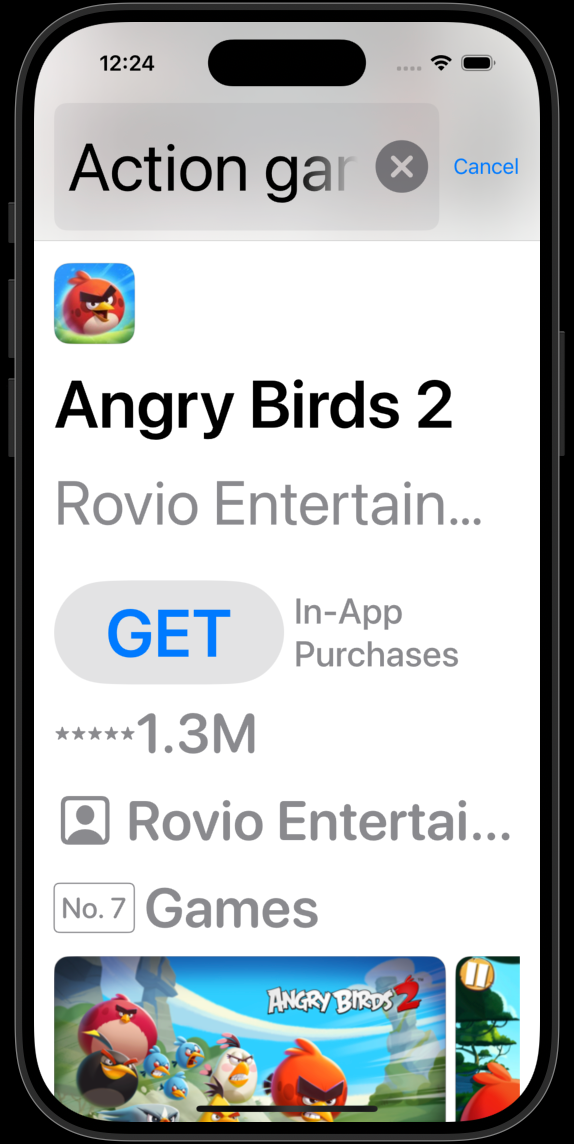 12:24
Action gar
Cancel
Angry Birds 2
Rovio Entertain...
GET
In-App
Purchases
★★★★★1.3M
Rovio Entertai...
No. 7
Games
ANGRY BIRDS 2